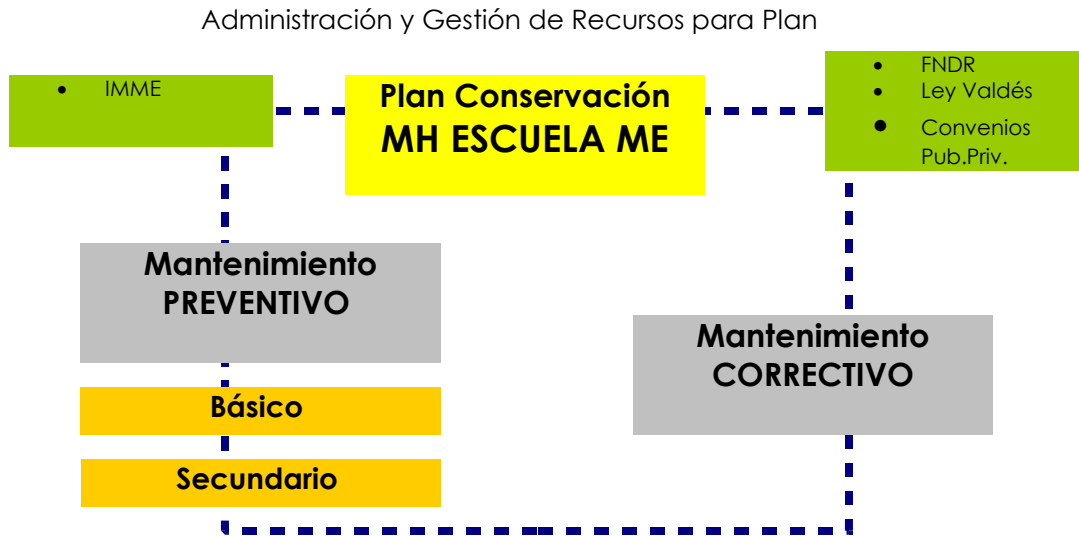 Administración y Gestión de Recursos para Plan
• IMME
Plan Conservación
MH ESCUELA ME
• FNDR
• Ley Valdés
• Convenios
Pub.Priv.
Mantenimiento
PREVENTIVO
Mantenimiento
CORRECTIVO
Básico
Secundario